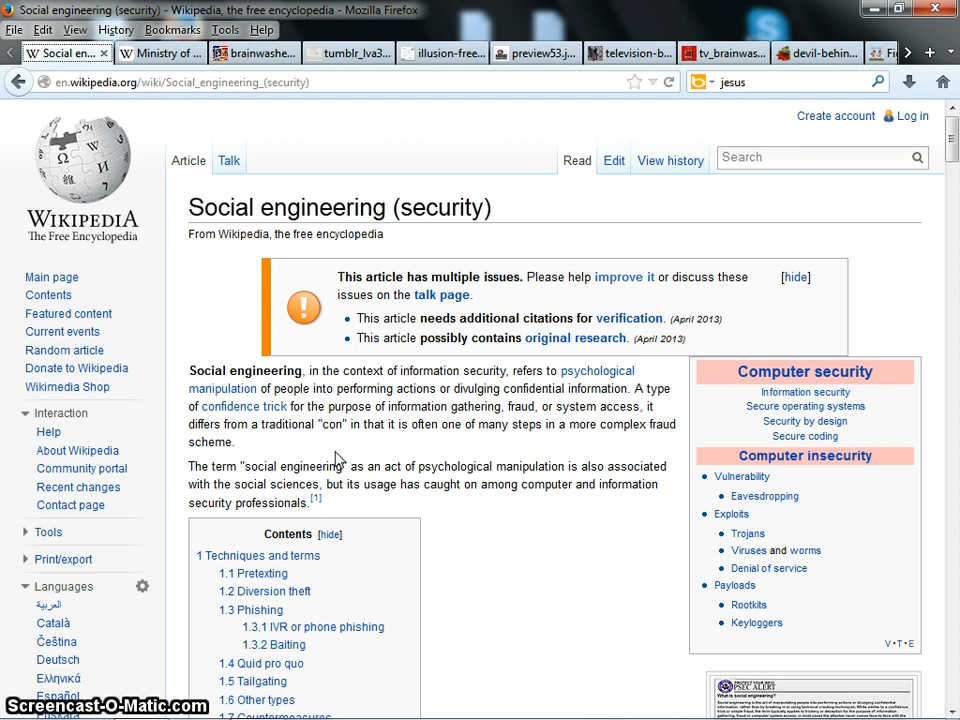 Social engineering (security) - Wikipedia, the free encyclopedia - Mozilla Firefox
File Edit View History Bookmarks Tools Help
Social en... × Ministry of ... brainwashe... tumblr_lva3... illusion-free... preview53.j... television-b... tv_brainwas... devil-behin...
en.wikipedia.org/wiki/Social_engineering_(security) jesus
Create account Log in
Article Talk Read Edit View history Search
WIKIPEDIA
The Free Encyclopedia
Main page
Contents
Featured content
Current events
Random article
Donate to Wikipedia
Wikimedia Shop
Interaction
Help
About Wikipedia
Community portal
Recent changes
Contact page
Tools
Print/export
Languages
العربية
Català
Čeština
Deutsch
Ελληνικά
Español
Social engineering (security)
From Wikipedia, the free encyclopedia
This article has multiple issues. Please help improve it or discuss these [hide]
issues on the talk page.
This article needs additional citations for verification. (April 2013)
This article possibly contains original research. (April 2013)
Social engineering, in the context of information security, refers to psychological
manipulation of people into performing actions or divulging confidential information. A type
of confidence trick for the purpose of information gathering, fraud, or system access, it
differs from a traditional "con" in that it is often one of many steps in a more complex fraud
scheme.
The term "social engineering" as an act of psychological manipulation is also associated
with the social sciences, but its usage has caught on among computer and information
security professionals.[1]
Contents [hide]
1 Techniques and terms
1.1 Pretexting
1.2 Diversion theft
1.3 Phishing
1.3.1 IVR or phone phishing
1.3.2 Baiting
1.4 Quid pro quo
1.5 Tailgating
1.6 Other types
1.7 Countermeasures
Computer security
Information security
Secure operating systems
Security by design
Secure coding
Computer insecurity
Vulnerability
Eavesdropping
Exploits
Trojans
Viruses and worms
Denial of service
Payloads
Rootkits
Keyloggers
V · T · E
PSEC ALERT
What is social engineering?
Screencast-O-Matic.com